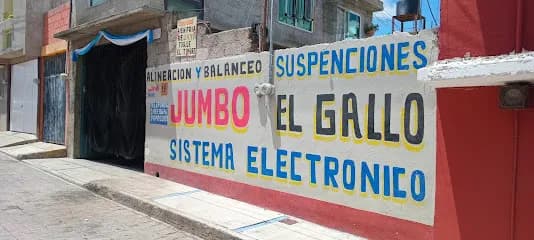 ALINEACION Y BALANCEO
SUSPENCIONES
JUMBO
EL GALLO
SISTEMA ELECTRONICO